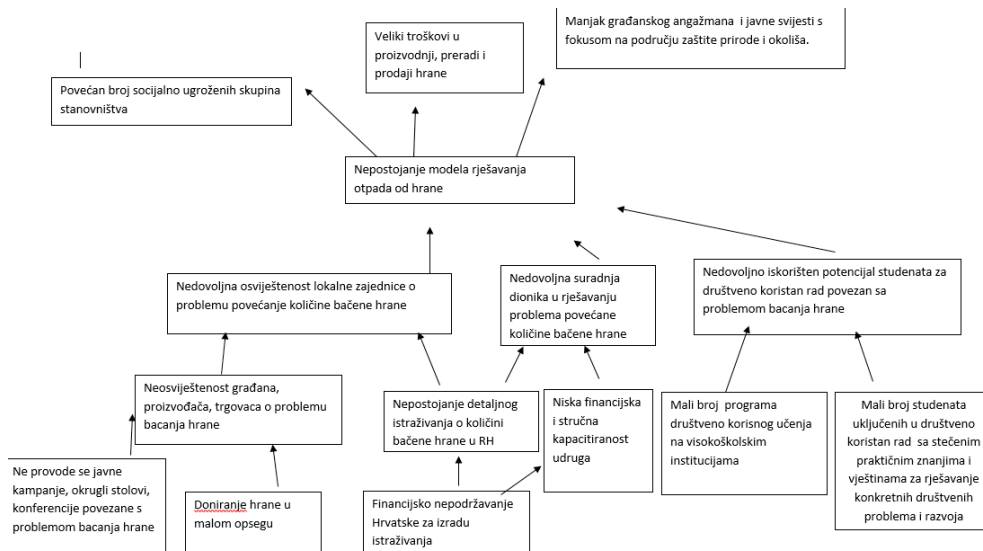 Manjak građanskog angažmana i javne svijesti s
fokusom na području zaštite prirode i okoliša.
Veliki troškovi u
proizvodnji, preradi i
prodaji hrane
Povećan broj socijalno ugroženih skupina
stanovništva
Nepostojanje modela rješavanja
otpada od hrane
Nedovoljna osviještenost lokalne zajednice o
problemu povećanje količine bačene hrane
Nedovoljna suradnja
dionika u rješavanju
problema povećane
količine bačene hrane
Nedovoljno iskorišten potencijal studenata za
društveno koristan rad povezan sa
problemom bacanja hrane
Neosviještenost građana,
proizvođača, trgovaca o problemu
bacanja hrane
Nepostojanje detaljnog
istraživanja o količini
bačene hrane u RH
Niska financijska
i stručna
kapacitiranost
udruga
Mali broj programa
društveno korisnog učenja
na visokoškolskim
institucijama
Mali broj studenata
uključenih u društveno
koristan rad sa stečenim
praktičnim znanjima i
vještinama za rješavanje
konkretnih društvenih
problema i razvoja
Ne provode se javne
kampanje, okrugli stolovi,
konferencije povezane s
problemom bacanja hrane
Doniranje hrane u
malom opsegu
Financijsko nepodržavanje
Hrvatske za izradu
istraživanja